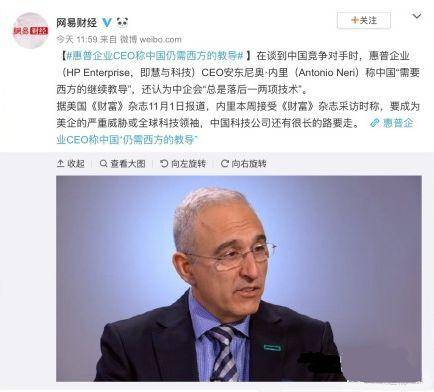 网易财经
+关注
网易 财经
今天 11:59 来自 微博 weibo.com
【#惠普企业CEO称中国仍需西方的教导#】在谈到中国竞争对手时，惠普企业
（HP Enterprise，即慧与科技）CEO安东尼奥·内里（Antonio Neri）称中国“需要
西方的继续教导”，还认为中企会“总是落后一两项技术”。
据美国《财富》杂志11月1日报道，内里本周接受《财富》杂志采访时称，要成为
美企的严重威胁或全球科技领袖，中国科技公司还有很长的路要走。 惠普企
业CEO称中国“仍需西方的教导”
收起 查看大图 向左旋转 向右旋转